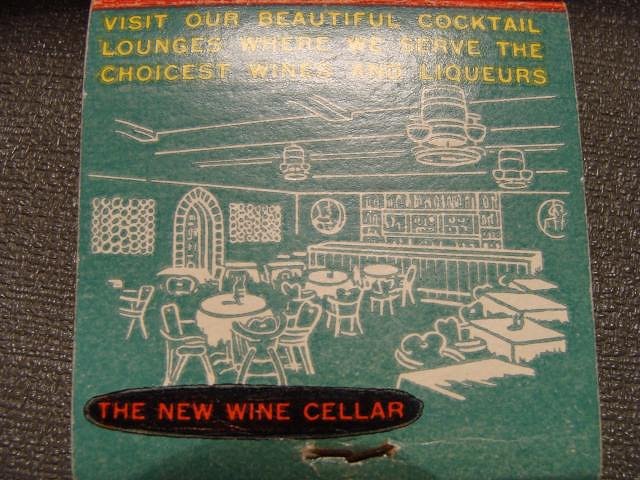 VISIT OUR BEAUTIFUL COCKTAIL
LOUNGES WHERE WE SERVE THE
CHOICEST WINES AND LIQUEURS
THE NEW WINE CELLAR